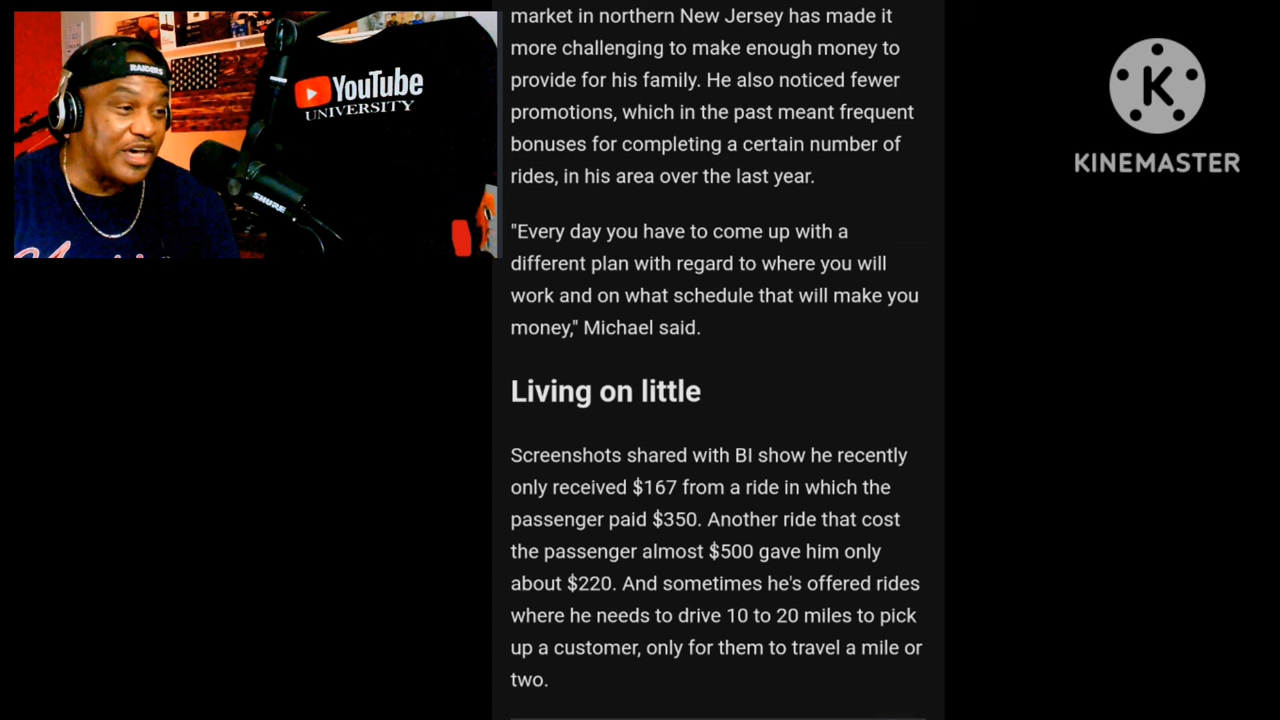 RAIDERS
YouTube
UNIVERSITY
SHURE
market in northern New Jersey has made it
more challenging to make enough money to
provide for his family. He also noticed fewer
promotions, which in the past meant frequent
bonuses for completing a certain number of
rides, in his area over the last year.
"Every day you have to come up with a
different plan with regard to where you will
work and on what schedule that will make you
money," Michael said.
Living on little
Screenshots shared with BI show he recently
only received $167 from a ride in which the
passenger paid $350. Another ride that cost
the passenger almost $500 gave him only
about $220. And sometimes he's offered rides
where he needs to drive 10 to 20 miles to pick
up a customer, only for them to travel a mile or
two.
K
KINEMASTER